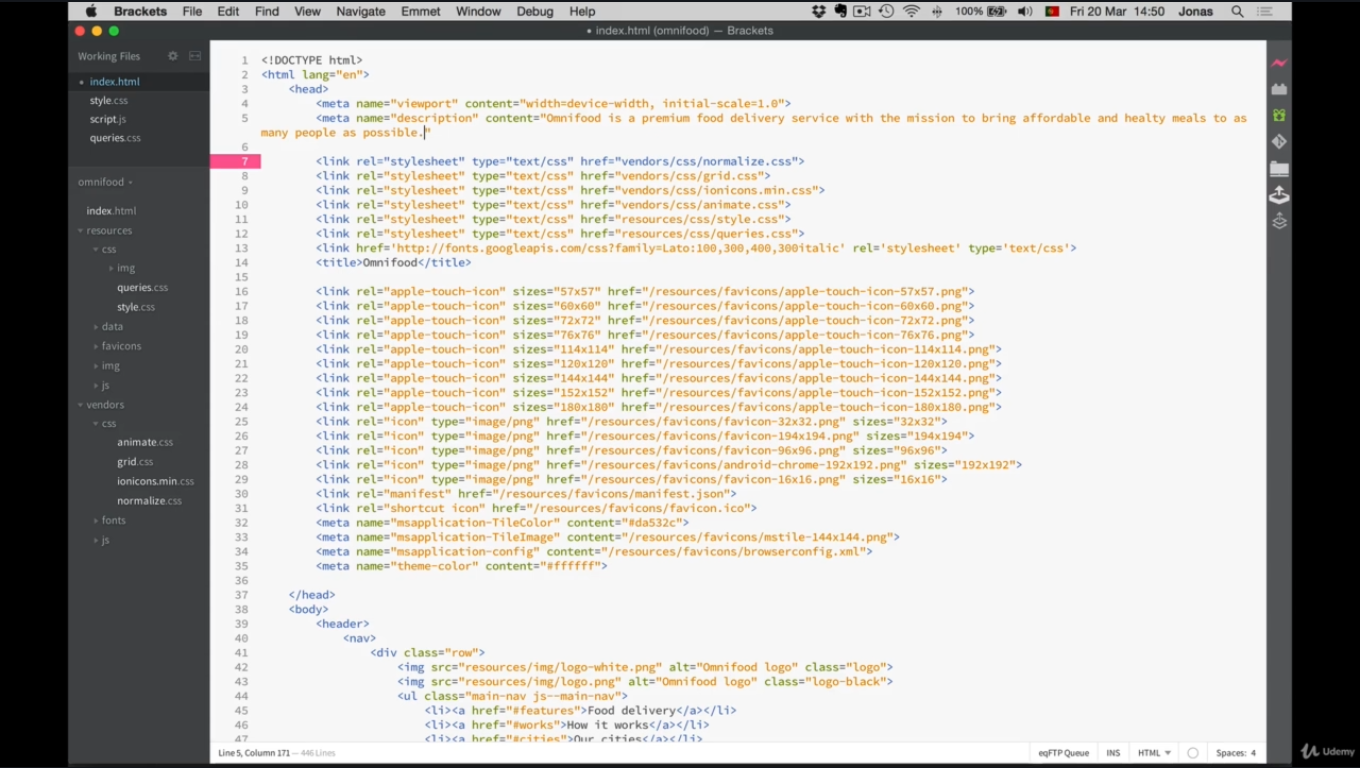 Brackets File Edit Find View Navigate Emmet Window Debug Help 100% Fri 20 Mar 14:50 Jonas
• index.html (omnifood) — Brackets
Working Files
• index.html
style.css
script.js
queries.css
omnifood
index.html
resources
css
img
queries.css
style.css
data
favicons
img
js
vendors
css
animate.css
grid.css
ionicons.min.css
normalize.css
fonts
js
1 <!DOCTYPE html>
2 <html lang="en">
3 <head>
4 <meta name="viewport" content="width=device-width, initial-scale=1.0">
5 <meta name="description" content="Omnifood is a premium food delivery service with the mission to bring affordable and healty meals to as
many people as possible."
6
7 <link rel="stylesheet" type="text/css" href="vendors/css/normalize.css">
8 <link rel="stylesheet" type="text/css" href="vendors/css/grid.css">
9 <link rel="stylesheet" type="text/css" href="vendors/css/ionicons.min.css">
10 <link rel="stylesheet" type="text/css" href="vendors/css/animate.css">
11 <link rel="stylesheet" type="text/css" href="resources/css/style.css">
12 <link rel="stylesheet" type="text/css" href="resources/css/queries.css">
13 <link href='http://fonts.googleapis.com/css?family=Lato:100,300,400,300italic' rel='stylesheet' type='text/css'>
14 <title>Omnifood</title>
15
16 <link rel="apple-touch-icon" sizes="57x57" href="/resources/favicons/apple-touch-icon-57x57.png">
17 <link rel="apple-touch-icon" sizes="60x60" href="/resources/favicons/apple-touch-icon-60x60.png">
18 <link rel="apple-touch-icon" sizes="72x72" href="/resources/favicons/apple-touch-icon-72x72.png">
19 <link rel="apple-touch-icon" sizes="76x76" href="/resources/favicons/apple-touch-icon-76x76.png">
20 <link rel="apple-touch-icon" sizes="114x114" href="/resources/favicons/apple-touch-icon-114x114.png">
21 <link rel="apple-touch-icon" sizes="120x120" href="/resources/favicons/apple-touch-icon-120x120.png">
22 <link rel="apple-touch-icon" sizes="144x144" href="/resources/favicons/apple-touch-icon-144x144.png">
23 <link rel="apple-touch-icon" sizes="152x152" href="/resources/favicons/apple-touch-icon-152x152.png">
24 <link rel="apple-touch-icon" sizes="180x180" href="/resources/favicons/apple-touch-icon-180x180.png">
25 <link rel="icon" type="image/png" href="/resources/favicons/favicon-32x32.png" sizes="32x32">
26 <link rel="icon" type="image/png" href="/resources/favicons/favicon-194x194.png" sizes="194x194">
27 <link rel="icon" type="image/png" href="/resources/favicons/favicon-96x96.png" sizes="96x96">
28 <link rel="icon" type="image/png" href="/resources/favicons/android-chrome-192x192.png" sizes="192x192">
29 <link rel="icon" type="image/png" href="/resources/favicons/favicon-16x16.png" sizes="16x16">
30 <link rel="manifest" href="/resources/favicons/manifest.json">
31 <link rel="shortcut icon" href="/resources/favicons/favicon.ico">
32 <meta name="msapplication-TileColor" content="#da532c">
33 <meta name="msapplication-TileImage" content="/resources/favicons/mstile-144x144.png">
34 <meta name="msapplication-config" content="/resources/favicons/browserconfig.xml">
35 <meta name="theme-color" content="#ffffff">
36
37 </head>
38 <body>
39 <header>
40 <nav>
41 <div class="row">
42 <img src="resources/img/logo-white.png" alt="Omnifood logo" class="logo">
43 <img src="resources/img/logo.png" alt="Omnifood logo" class="logo-black">
44 <ul class="main-nav js--main-nav">
45 <li><a href="#features">Food delivery</a></li>
46 <li><a href="#works">How it works</a></li>
47 <li><a href="#cities">Our cities</a></li>
Line 5, Column 171 — 446 Lines eqFTP Queue INS HTML Spaces: 4
Udemy